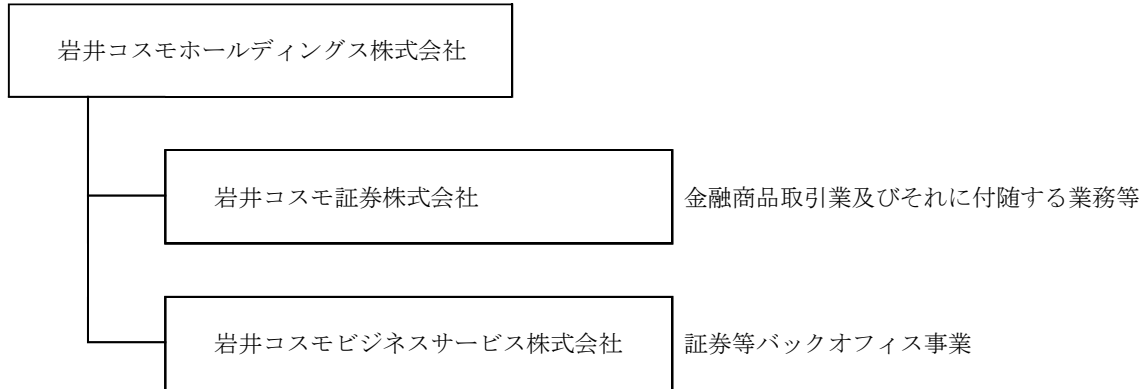 岩井コスモホールディングス株式会社
岩井コスモ証券株式会社 金融商品取引業及びそれに付随する業務等
岩井コスモビジネスサービス株式会社 証券等バックオフィス事業